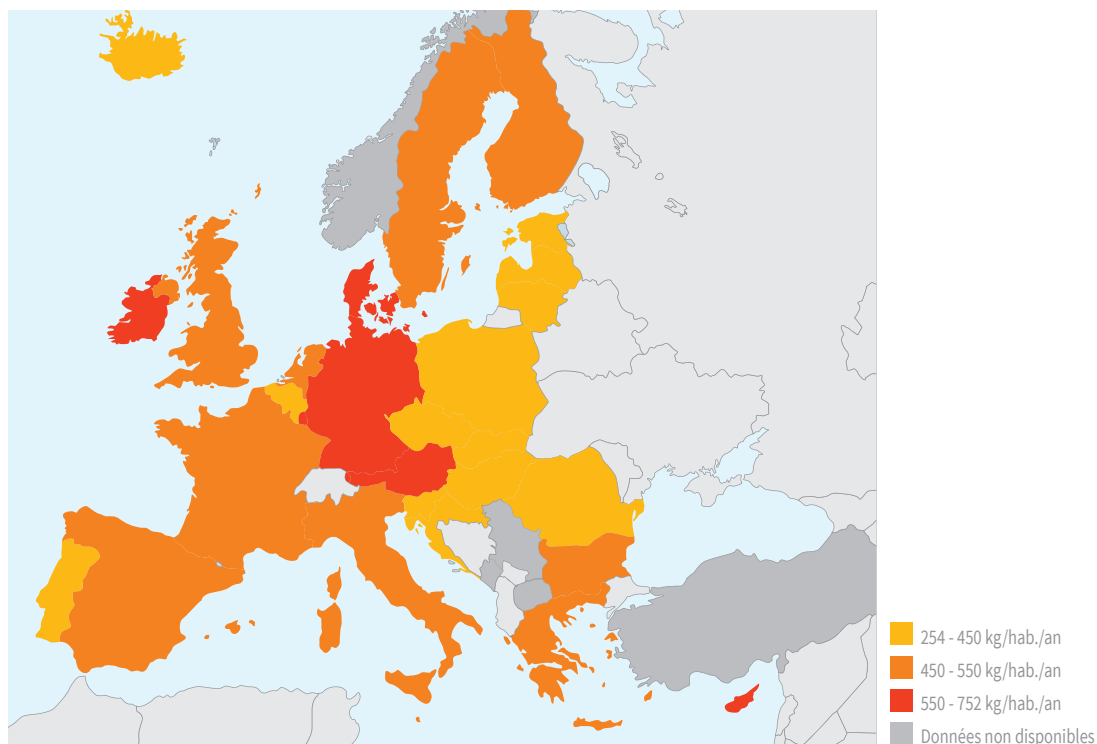 254 - 450 kg/hab./an
450 - 550 kg/hab./an
550 - 752 kg/hab./an
Données non disponibles